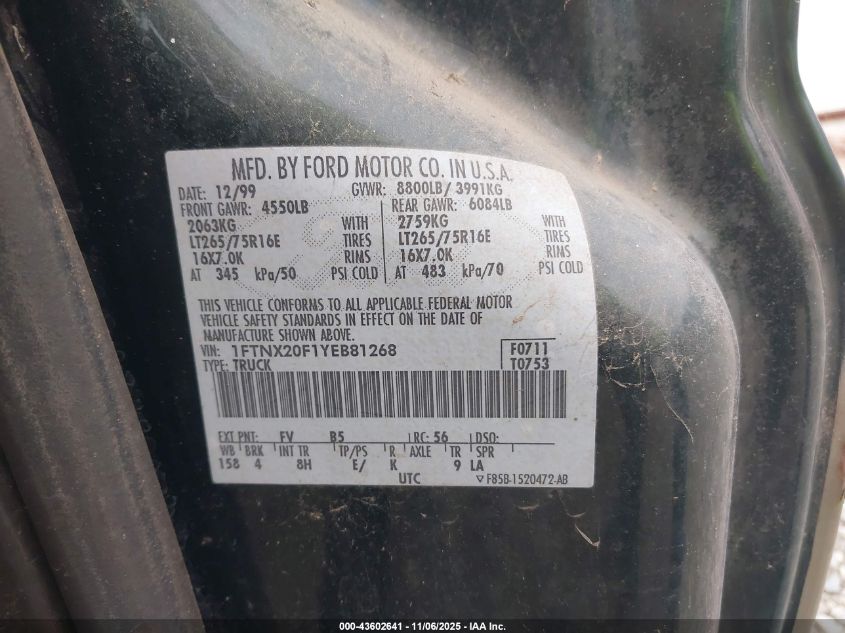 MFD. BY FORD MOTOR CO. IN U.S.A.
DATE: 12/99 GVWR: 8800LB/ 3991KG
FRONT GAWR: 4550LB REAR GAWR: 6084LB
2063KG WITH 2759KG WITH
LT265/75R16E TIRES LT265/75R16E TIRES
16X7.0K RIMS 16X7.0K RIMS
AT 345 kPa/50 PSI COLD AT 483 kPa/70 PSI COLD
THIS VEHICLE CONFORMS TO ALL APPLICABLE FEDERAL MOTOR
VEHICLE SAFETY STANDARDS IN EFFECT ON THE DATE OF
MANUFACTURE SHOWN ABOVE.
VIN: 1FTNX20F1YEB81268 F0711
TYPE: TRUCK T0753
EXT PNT: FV B5 RC: 56 DSO:
WB BRK INT TR TP/PS R AXLE TR SPR
158 4 8H E/ K 9 LA
UTC ▽ F85B-1520472-AB
000-43602641 - 11/06/2025 - IAA Inc.